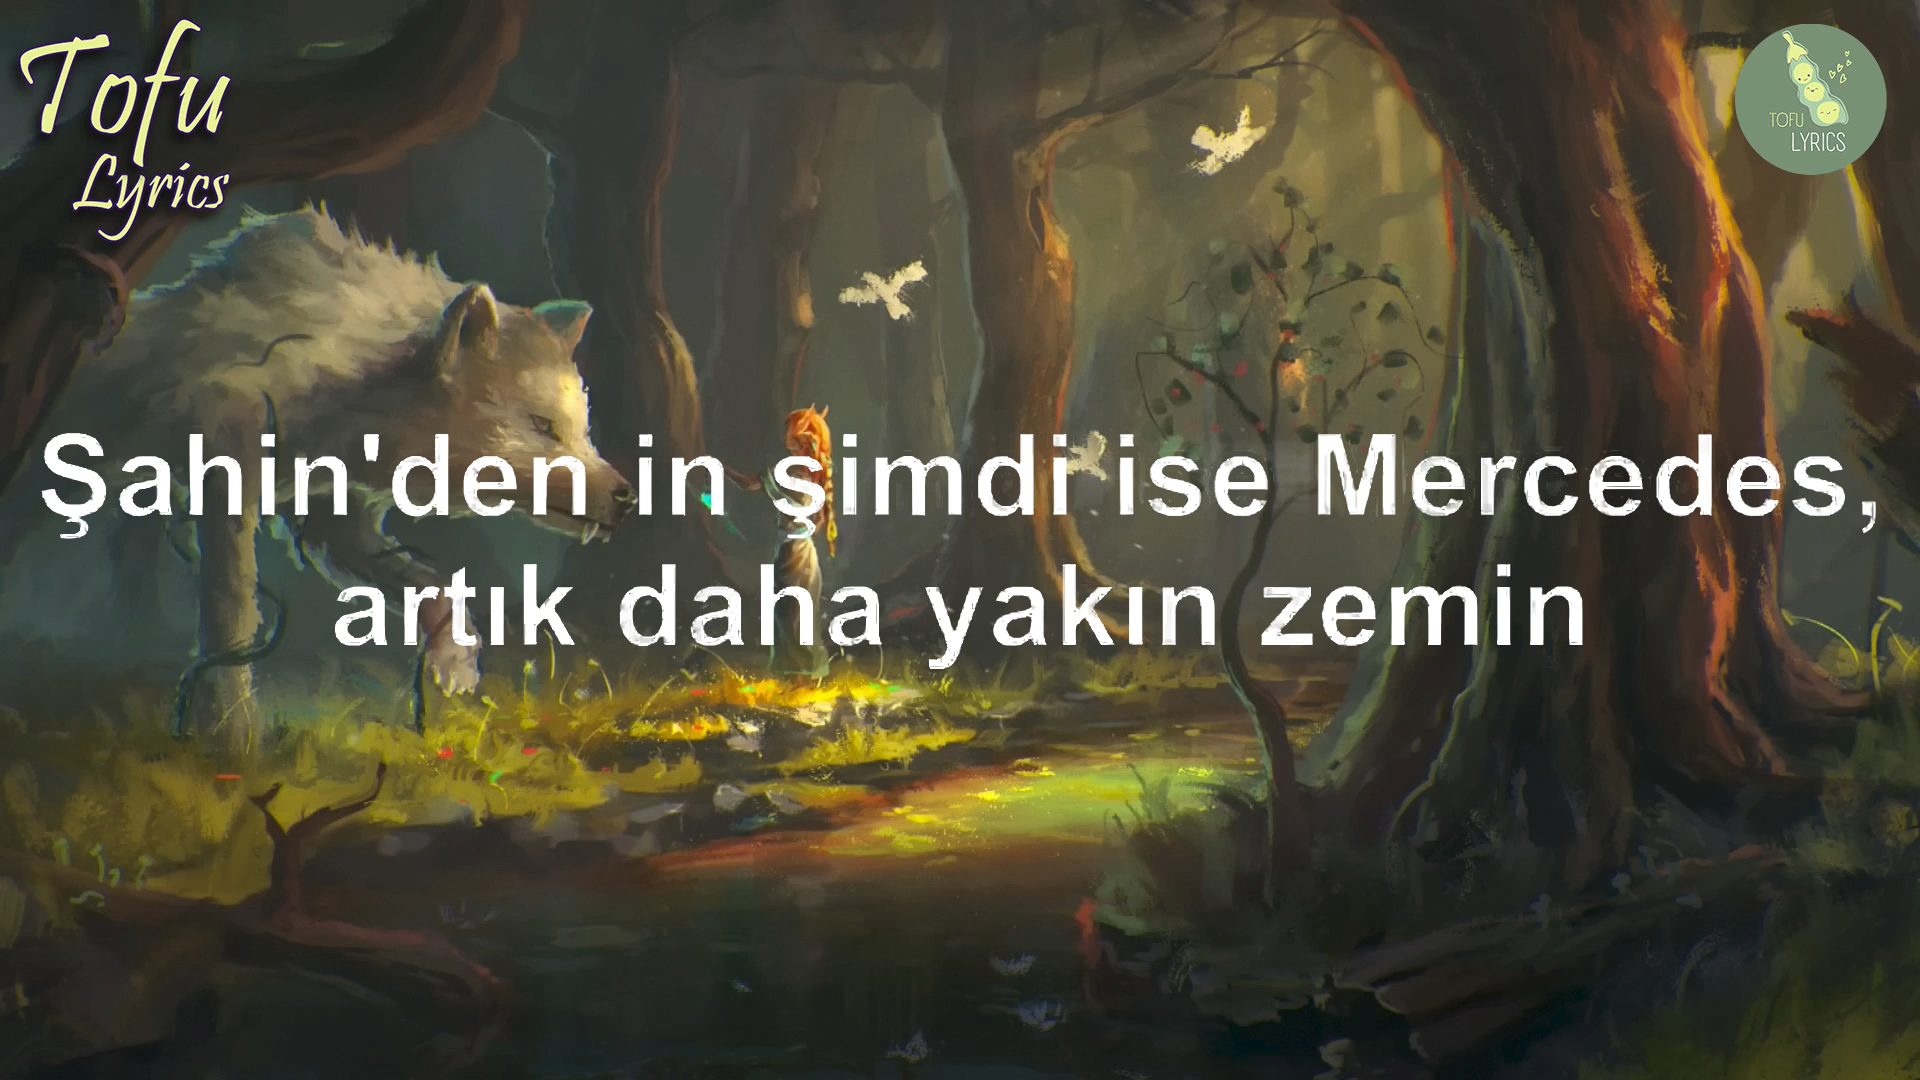 Tofu
Lyrics
TOFU
LYRICS
Şahin'den in şimdi ise Mercedes,
artık daha yakın zemin